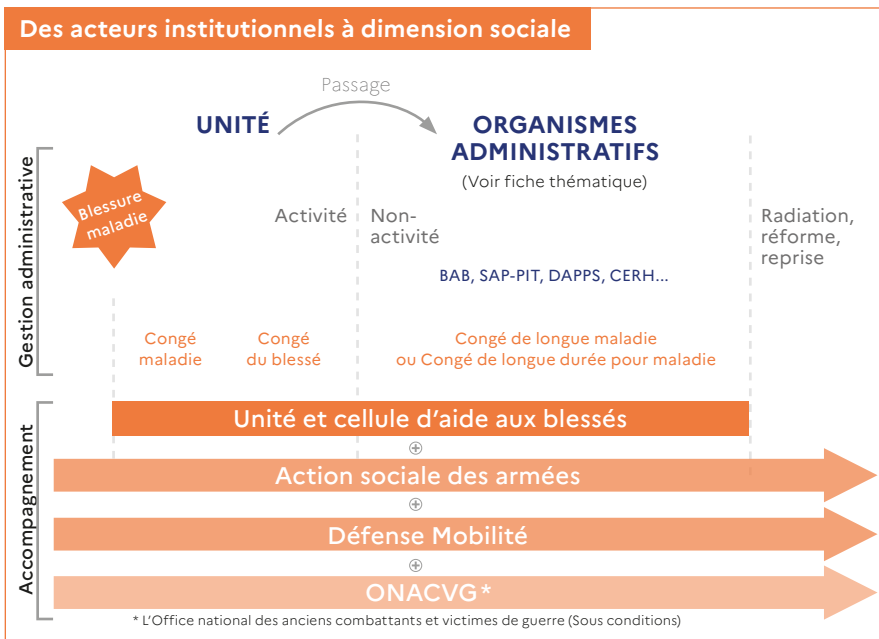 Des acteurs institutionnels à dimension sociale
Passage
UNITÉ
ORGANISMES
ADMINISTRATIFS
(Voir fiche thématique)
Gestion administrative
Blessure
maladie
Activité
Non-
activité
Radiation,
réforme,
reprise
BAB, SAP-PIT, DAPPS, CERH...
Congé
maladie
Congé
du blessé
Congé de longue maladie
ou Congé de longue durée pour maladie
Accompagnement
Unité et cellule d'aide aux blessés
Action sociale des armées
Défense Mobilité
ONACVG*
* L'Office national des anciens combattants et victimes de guerre (Sous conditions)